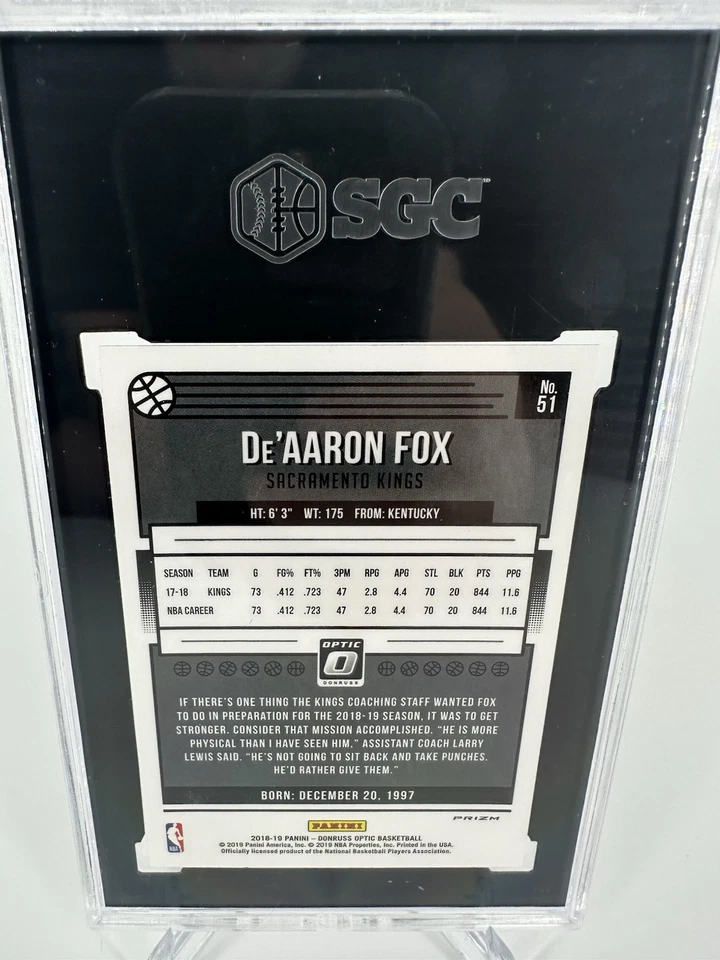 SGC
No.
51
De'AARON FOX
SACRAMENTO KINGS
HT: 6' 3" WT: 175 FROM: KENTUCKY
SEASON TEAM G FG% FT% 3PM RPG APG STL BLK PTS PPG
17-18 KINGS 73 .412 .723 47 2.8 4.4 70 20 844 11.6
NBA CAREER 73 .412 .723 47 2.8 4.4 70 20 844 11.6
OPTIC
DONRUSS
IF THERE'S ONE THING THE KINGS COACHING STAFF WANTED FOX
TO DO IN PREPARATION FOR THE 2018-19 SEASON, IT WAS TO GET
STRONGER. CONSIDER THAT MISSION ACCOMPLISHED. "HE IS MORE
PHYSICAL THAN I HAVE SEEN HIM," ASSISTANT COACH LARRY
LEWIS SAID. "HE'S NOT GOING TO SIT BACK AND TAKE PUNCHES.
HE'D RATHER GIVE THEM."
BORN: DECEMBER 20, 1997
PRIZM
PANINI
NBA
2018-19 PANINI – DONRUSS OPTIC BASKETBALL
© 2019 Panini America, Inc. © 2019 NBA Properties, Inc. Printed in the USA.
Officially licensed product of the National Basketball Players Association.